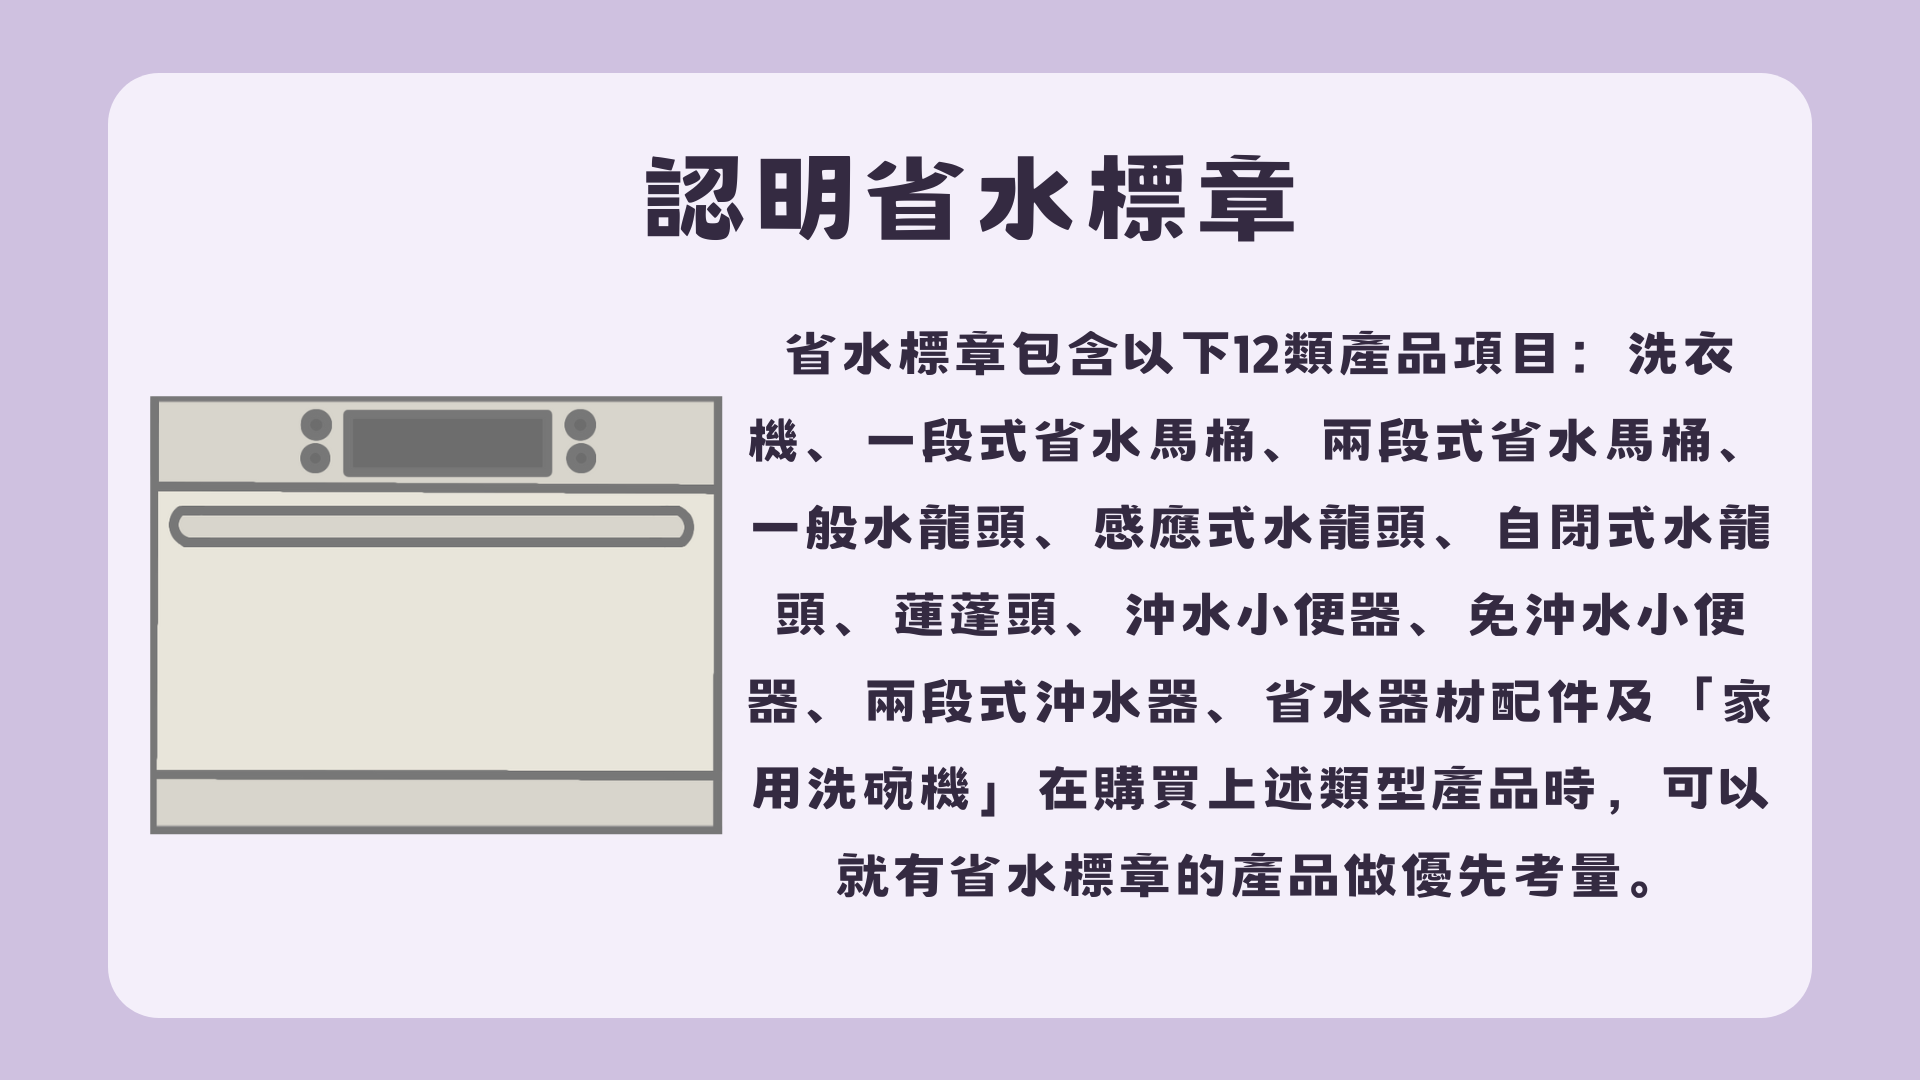 認明省水標章
省水標章包含以下12類產品項目：洗衣
機、一段式省水馬桶、兩段式省水馬桶、
一般水龍頭、感應式水龍頭、自閉式水龍
頭、蓮蓬頭、沖水小便器、免沖水小便
器、兩段式沖水器、省水器材配件及「家
用洗碗機」在購買上述類型產品時，可以
就有省水標章的產品做優先考量。